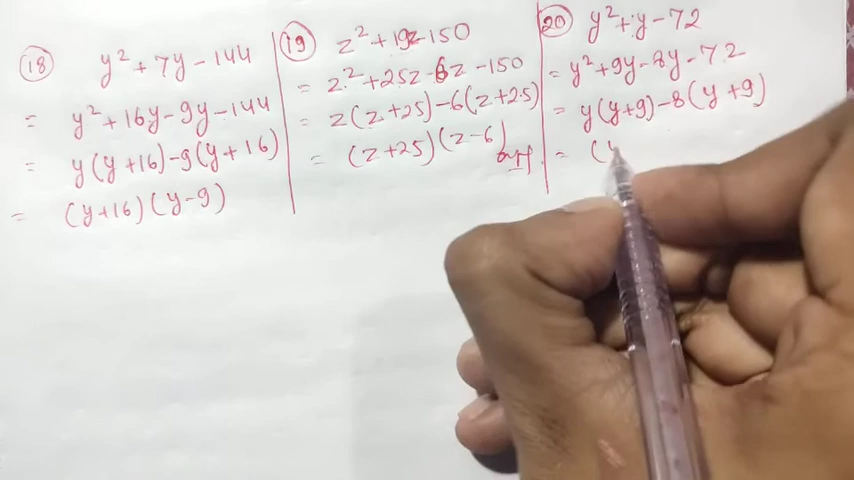 18 y² + 7y - 144
= y² + 16y - 9y - 144
= y(y+16) - 9(y+16)
= (y+16)(y-9)
19 z² + 19z - 150
= z² + 25z - 6z - 150
= z(z+25) - 6(z+25)
= (z+25)(z-6)
20 y² + y - 72
= y² + 9y - 8y - 72
= y(y+9) - 8(y+9)
= (y